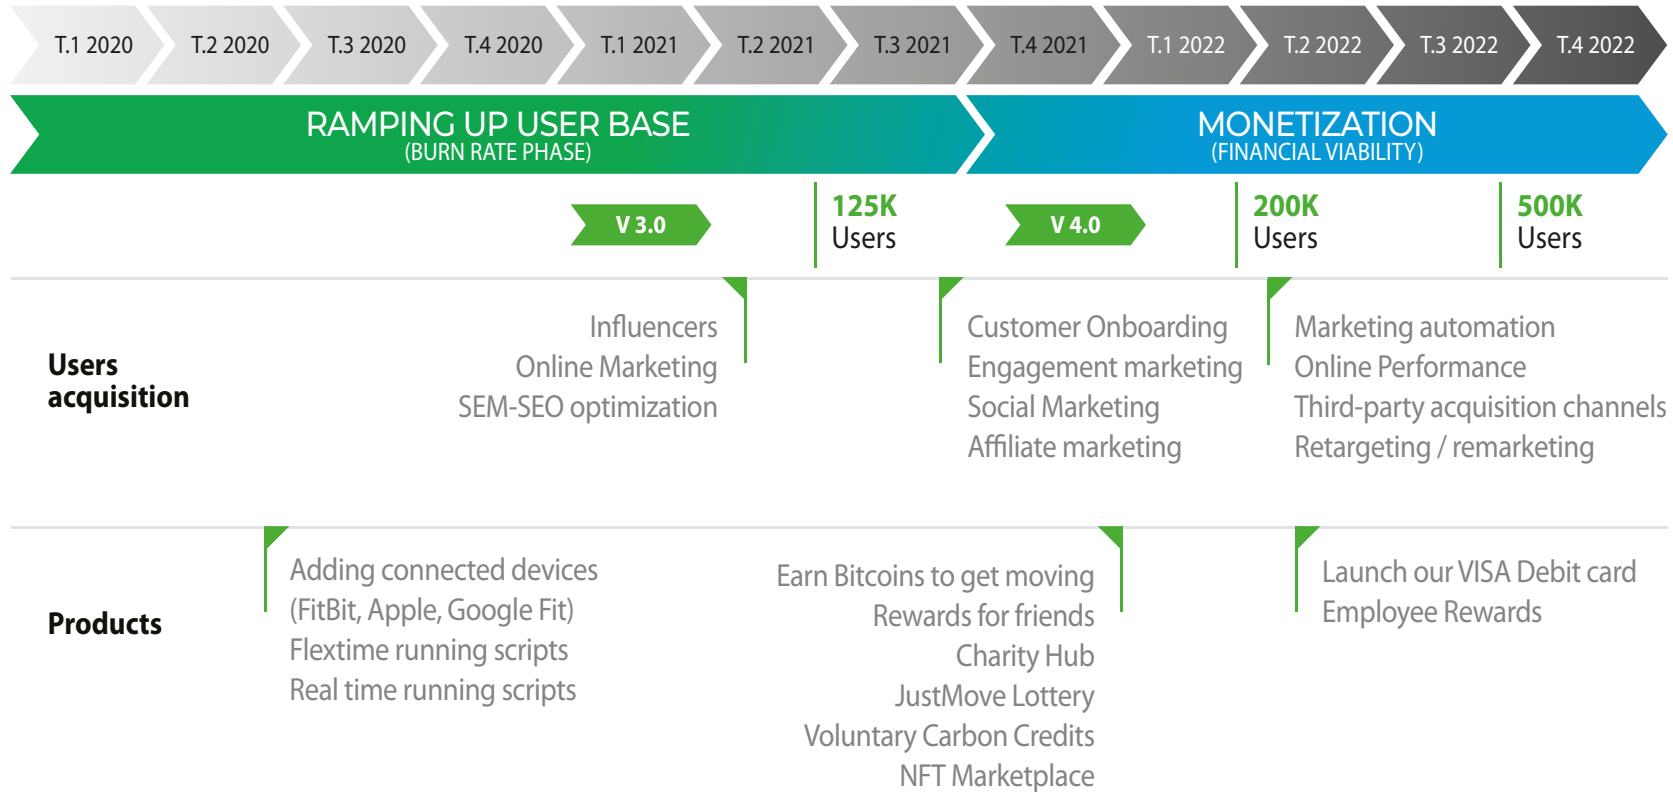 T.1 2020
T.2 2020
T.3 2020
T.4 2020
T.1 2021
T.2 2021
T.3 2021
T.4 2021
T.1 2022
T.2 2022
T.3 2022
T.4 2022
RAMPING UP USER BASE
(BURN RATE PHASE)
MONETIZATION
(FINANCIAL VIABILITY)
V 3.0
125K
Users
V 4.0
200K
Users
500K
Users
Users
acquisition
Influencers
Online Marketing
SEM-SEO optimization
Customer Onboarding
Engagement marketing
Social Marketing
Affiliate marketing
Marketing automation
Online Performance
Third-party acquisition channels
Retargeting / remarketing
Products
Adding connected devices
(FitBit, Apple, Google Fit)
Flextime running scripts
Real time running scripts
Earn Bitcoins to get moving
Rewards for friends
Charity Hub
JustMove Lottery
Voluntary Carbon Credits
NFT Marketplace
Launch our VISA Debit card
Employee Rewards